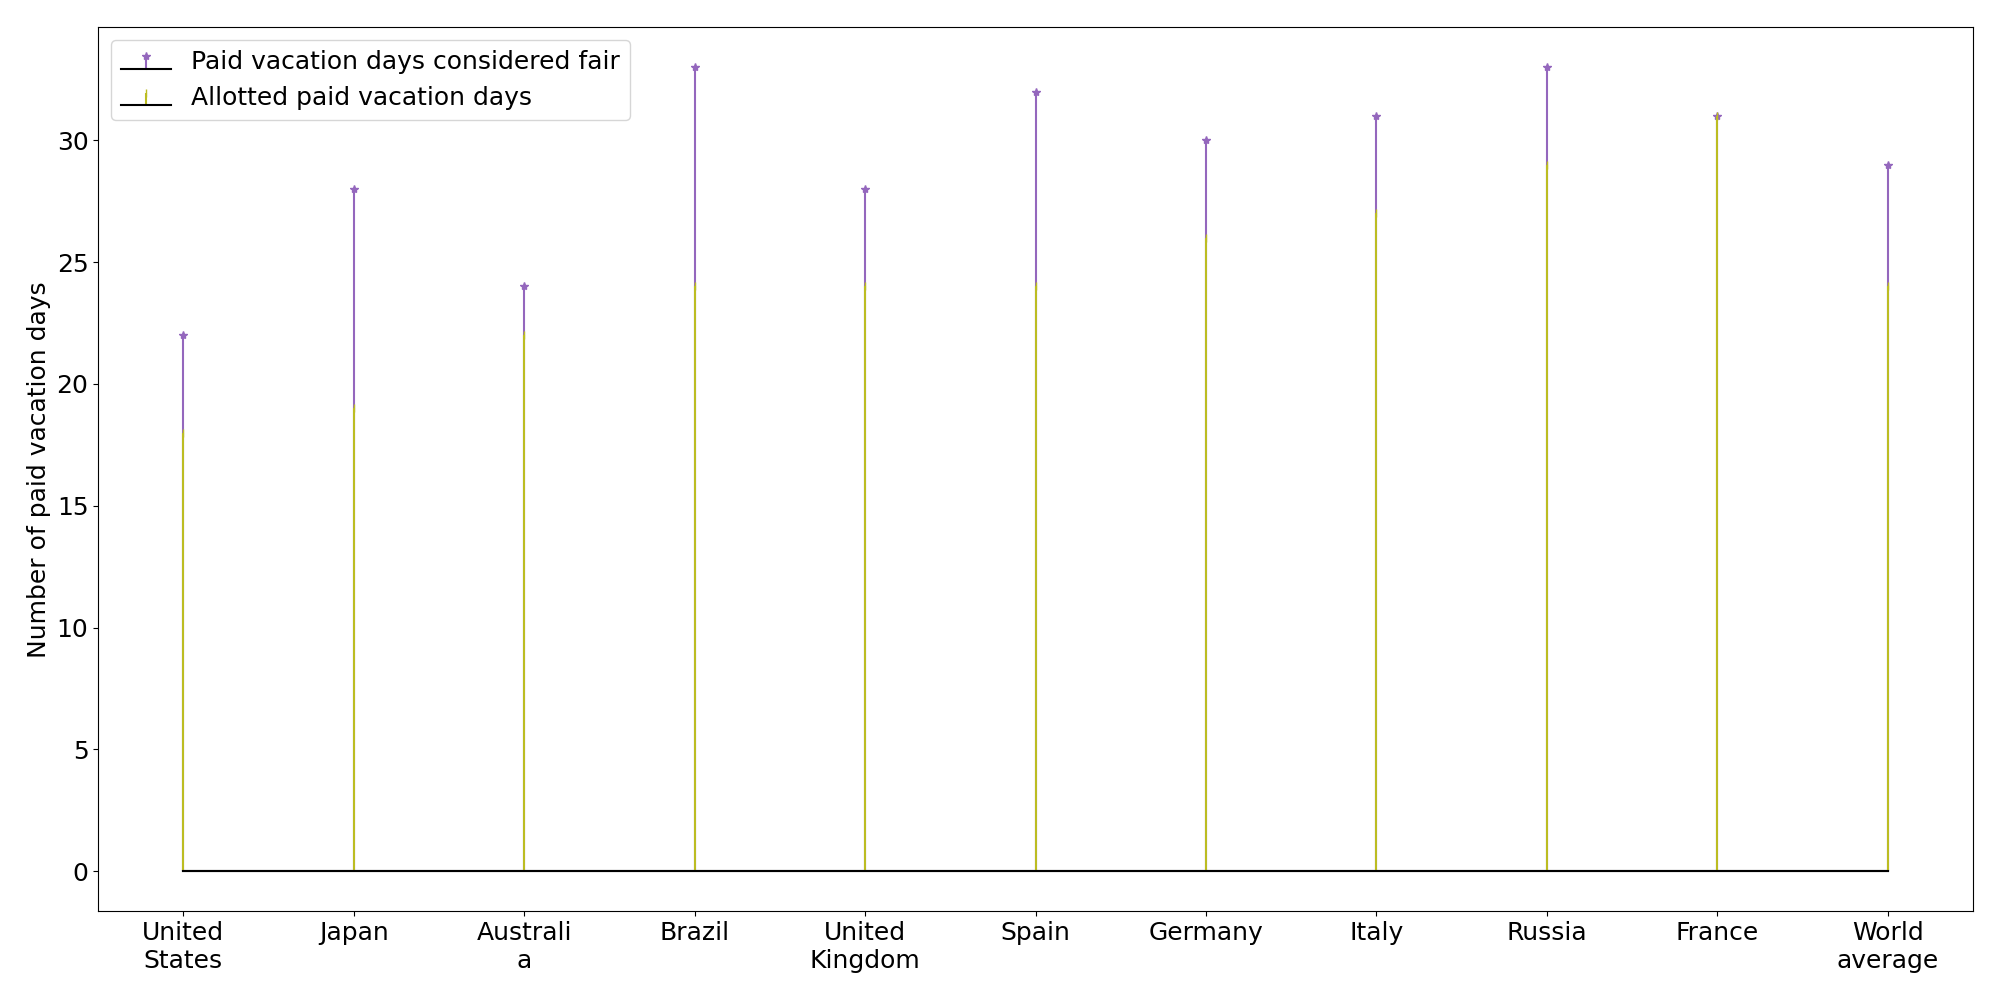 Paid vacation days considered fair
Allotted paid vacation days
Number of paid vacation days
30
25
20
15
10
5
0
United
States
Japan
Australi
a
Brazil
United
Kingdom
Spain
Germany
Italy
Russia
France
World
average